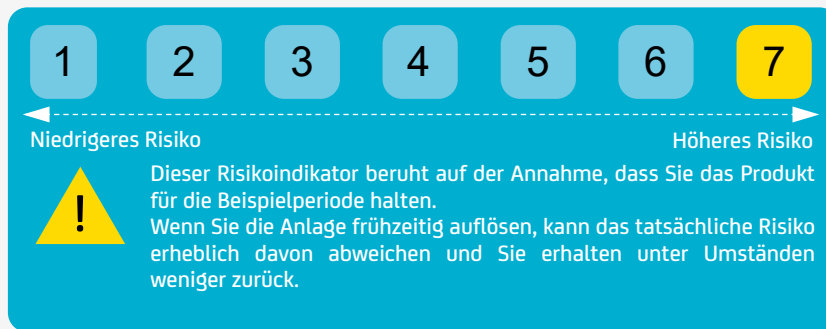 1 2 3 4 5 6 7
Niedrigeres Risiko Höheres Risiko
! Dieser Risikoindikator beruht auf der Annahme, dass Sie das Produkt
für die Beispielperiode halten.
Wenn Sie die Anlage frühzeitig auflösen, kann das tatsächliche Risiko
erheblich davon abweichen und Sie erhalten unter Umständen
weniger zurück.